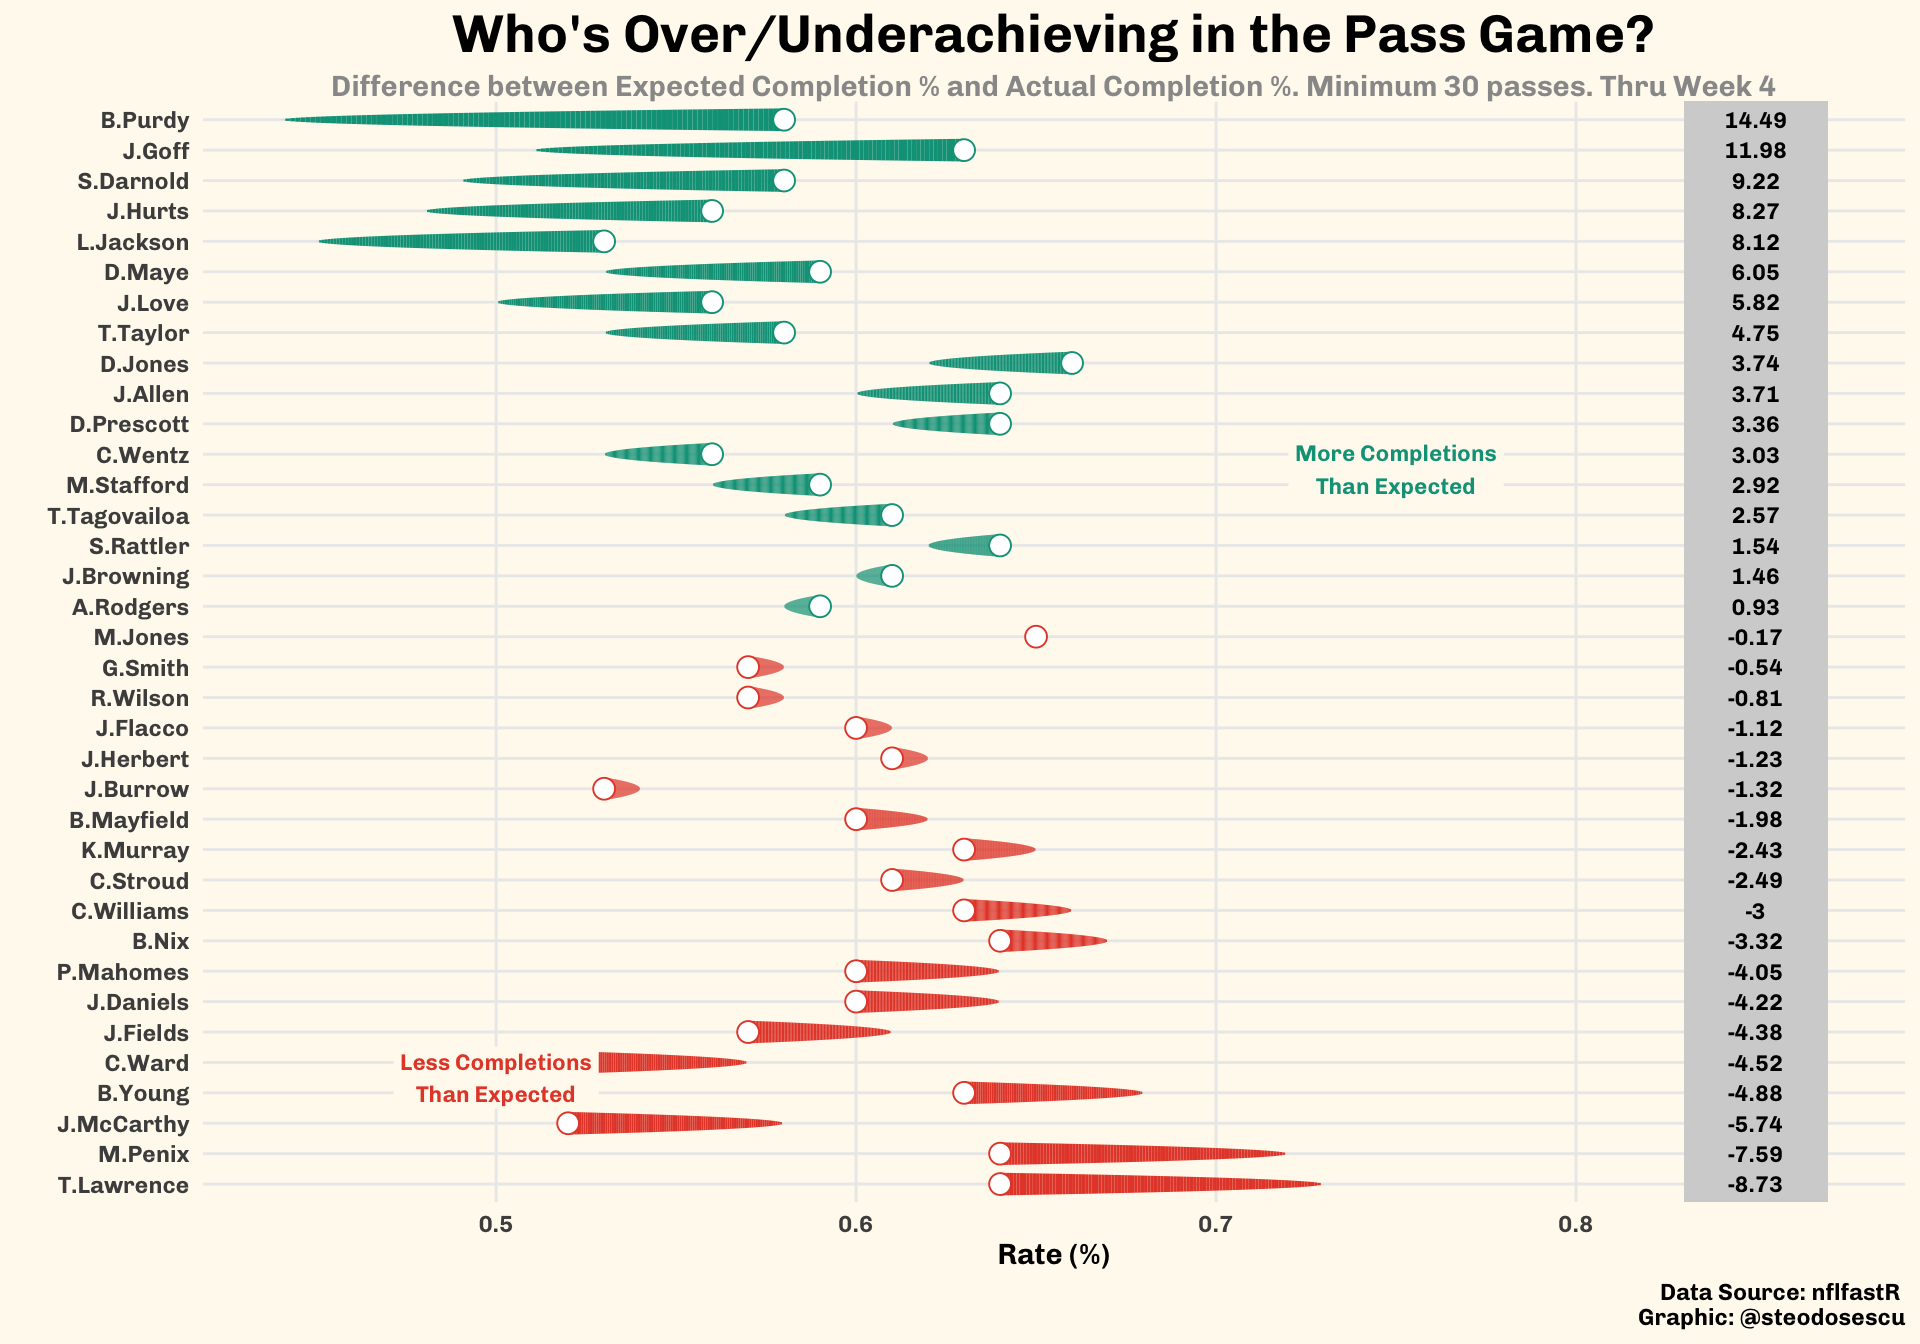 Who's Over/Underachieving in the Pass Game?
Difference between Expected Completion % and Actual Completion %. Minimum 30 passes. Thru Week 4
B.Purdy 14.49
J.Goff 11.98
S.Darnold 9.22
J.Hurts 8.27
L.Jackson 8.12
D.Maye 6.05
J.Love 5.82
T.Taylor 4.75
D.Jones 3.74
J.Allen 3.71
D.Prescott 3.36
C.Wentz More Completions 3.03
M.Stafford Than Expected 2.92
T.Tagovailoa 2.57
S.Rattler 1.54
J.Browning 1.46
A.Rodgers 0.93
M.Jones -0.17
G.Smith -0.54
R.Wilson -0.81
J.Flacco -1.12
J.Herbert -1.23
J.Burrow -1.32
B.Mayfield -1.98
K.Murray -2.43
C.Stroud -2.49
C.Williams -3
B.Nix -3.32
P.Mahomes -4.05
J.Daniels -4.22
J.Fields -4.38
C.Ward Less Completions -4.52
B.Young Than Expected -4.88
J.McCarthy -5.74
M.Penix -7.59
T.Lawrence -8.73
0.5 0.6 0.7 0.8
Rate (%)
Data Source: nflfastR
Graphic: @steodosescu